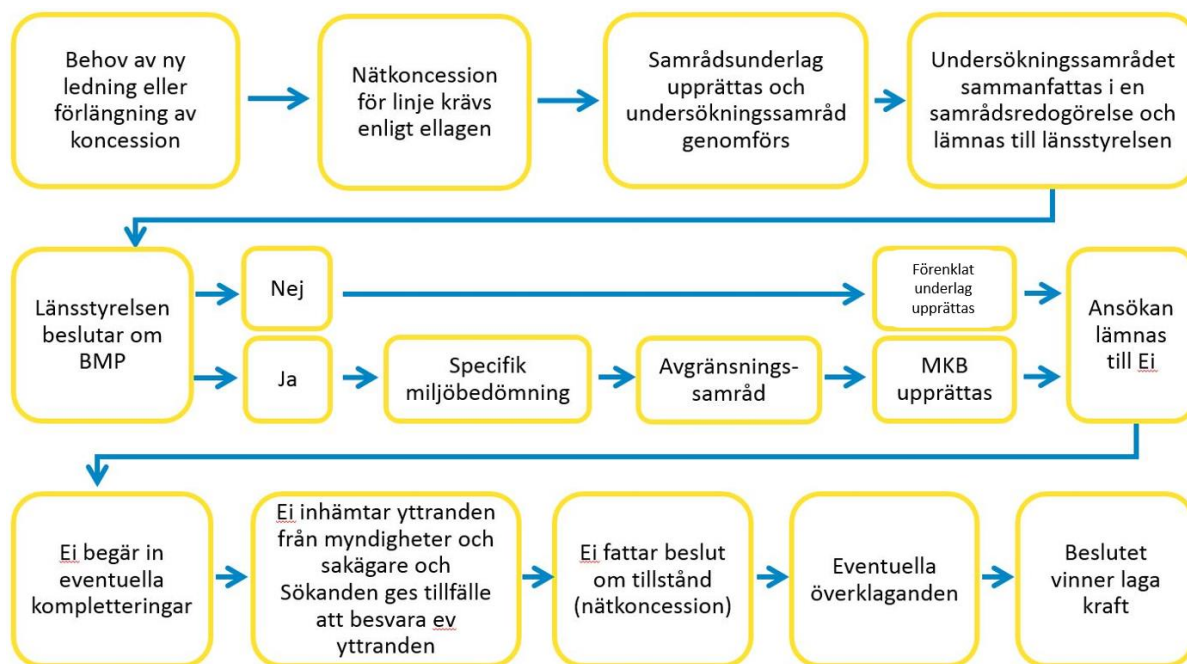 Behov av ny
ledning eller
förlängning av
koncession
Nätkoncession
för linje krävs
enligt ellagen
Samrådsunderlag
upprättas och
undersökningssamråd
genomförs
Undersökningssamrådet
sammanfattas i en
samrådsredogörelse och
lämnas till länsstyrelsen
Länsstyrelsen
beslutar om
BMP
Nej
Förenklat
underlag
upprättas
Ja
Specifik
miljöbedömning
Avgränsnings-
samråd
MKB
upprättas
Ansökan
lämnas
till Ei
Ei begär in
eventuella
kompletteringar
Ei inhämtar yttranden
från myndigheter och
sakägare och
Sökanden ges tillfälle
att besvara ev
yttranden
Ei fattar beslut
om tillstånd
(nätkoncession)
Eventuella
överklaganden
Beslutet
vinner laga
kraft